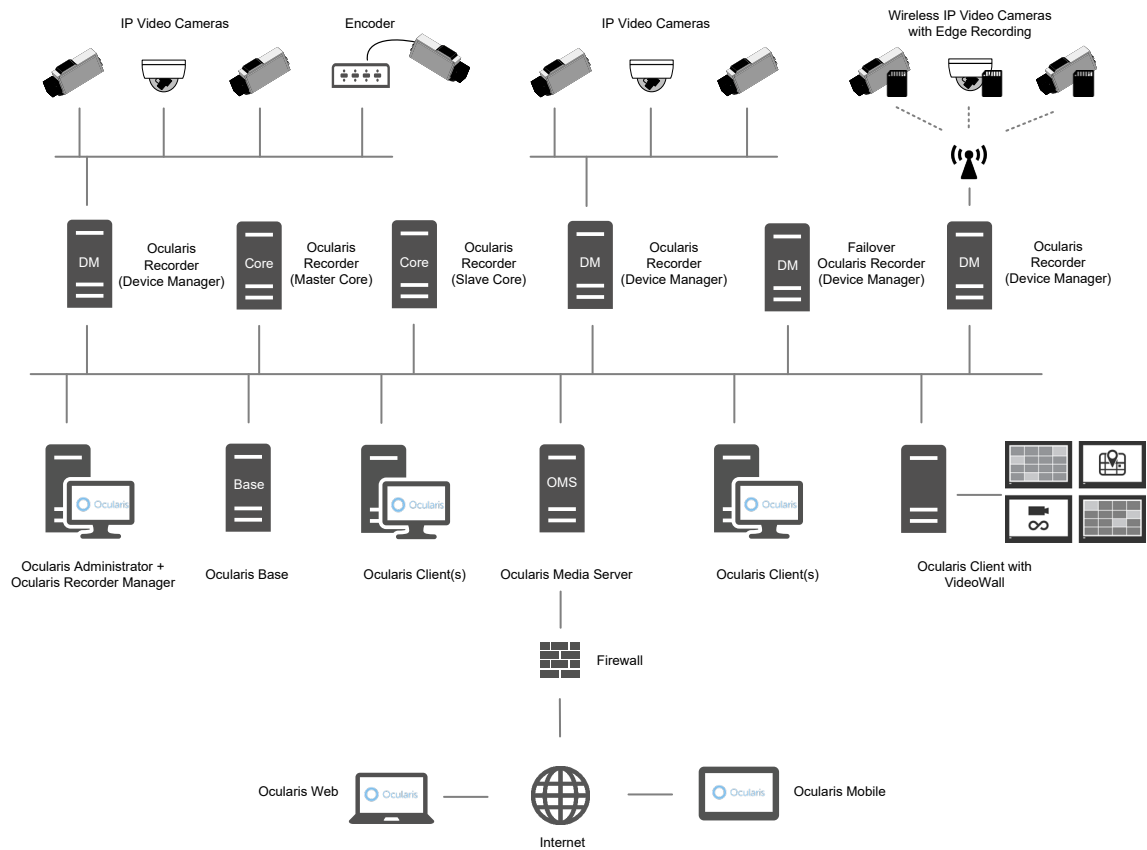 IP Video Cameras
Encoder
IP Video Cameras
Wireless IP Video Cameras
with Edge Recording
DM
Ocularis
Recorder
(Device Manager)
Core
Ocularis
Recorder
(Master Core)
Core
Ocularis
Recorder
(Slave Core)
DM
Ocularis
Recorder
(Device Manager)
DM
Failover
Ocularis Recorder
(Device Manager)
DM
Ocularis
Recorder
(Device Manager)
Ocularis
Base
Ocularis
OMS
Ocularis
Ocularis Administrator +
Ocularis Recorder Manager
Ocularis Base
Ocularis Client(s)
Ocularis Media Server
Ocularis Client(s)
Ocularis Client with
VideoWall
Firewall
Ocularis Web
Ocularis
Ocularis
Ocularis Mobile
Internet